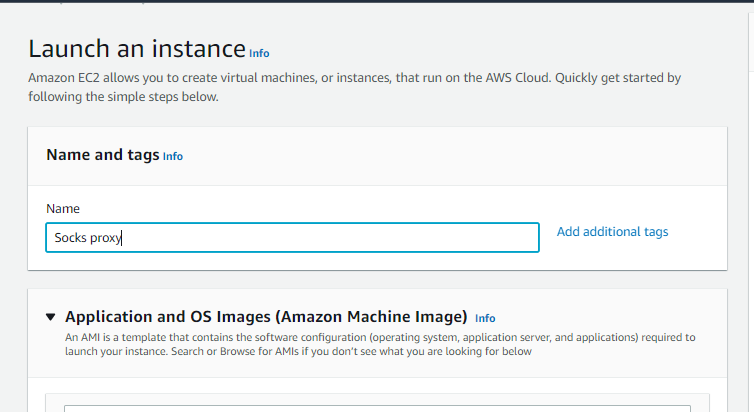 Launch an instance Info
Amazon EC2 allows you to create virtual machines, or instances, that run on the AWS Cloud. Quickly get started by
following the simple steps below.
Name and tags Info
Name
Socks proxy
Add additional tags
Application and OS Images (Amazon Machine Image) Info
An AMI is a template that contains the software configuration (operating system, application server, and applications) required to
launch your instance. Search or Browse for AMIs if you don't see what you are looking for below